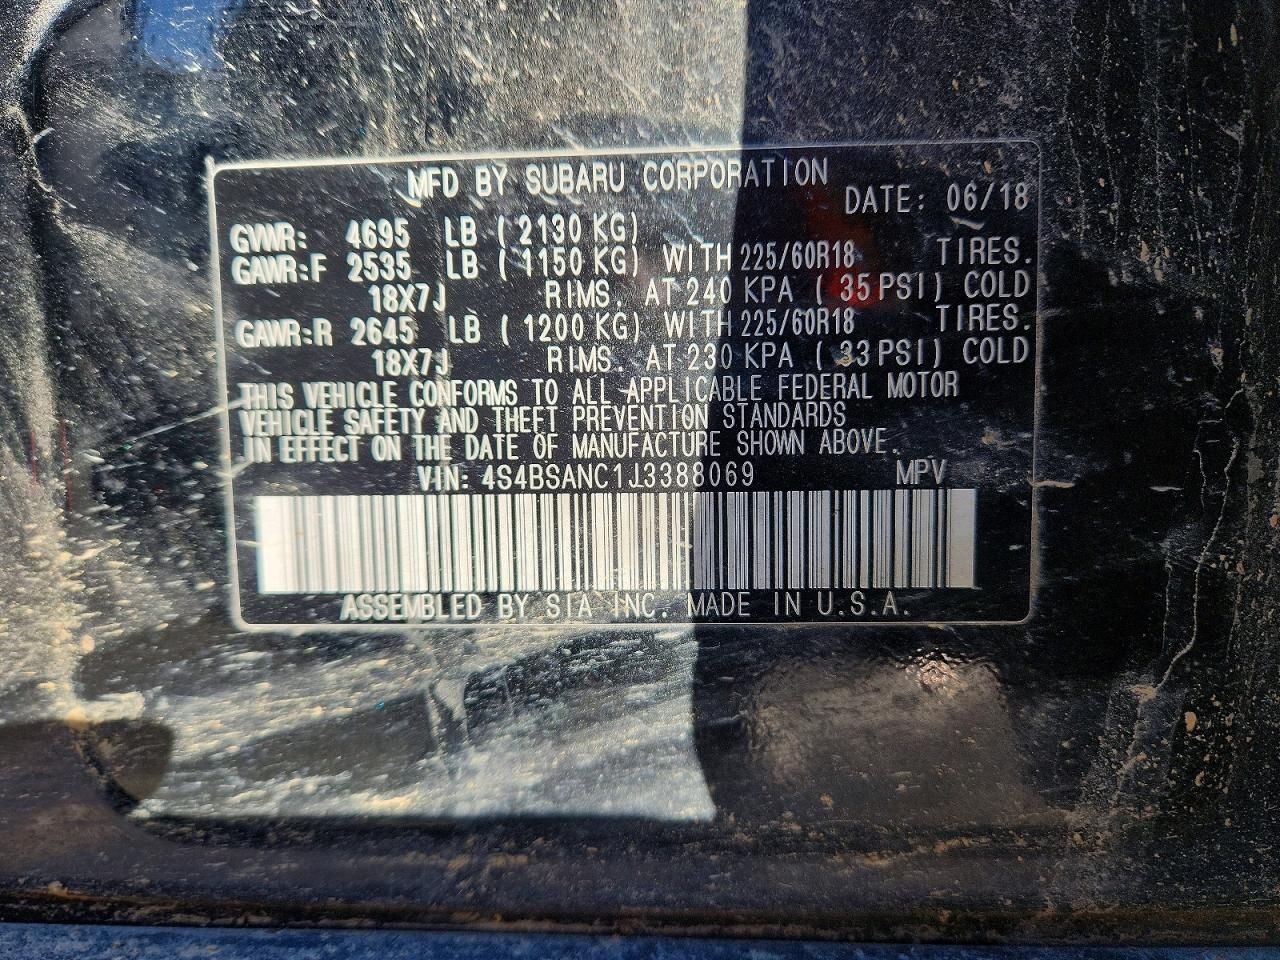 MFD BY SUBARU CORPORATION
DATE: 06/18
GVWR: 4695 LB ( 2130 KG)
GAWR:F 2535 LB ( 1150 KG) WITH 225/60R18 TIRES.
18X7J RIMS. AT 240 KPA ( 35 PSI) COLD
GAWR:R 2645 LB ( 1200 KG) WITH 225/60R18 TIRES.
18X7J RIMS. AT 230 KPA ( 33 PSI) COLD
THIS VEHICLE CONFORMS TO ALL APPLICABLE FEDERAL MOTOR
VEHICLE SAFETY AND THEFT PREVENTION STANDARDS
IN EFFECT ON THE DATE OF MANUFACTURE SHOWN ABOVE.
VIN: 4S4BSANC1J3388069 MPV
ASSEMBLED BY SIA INC. MADE IN U.S.A.